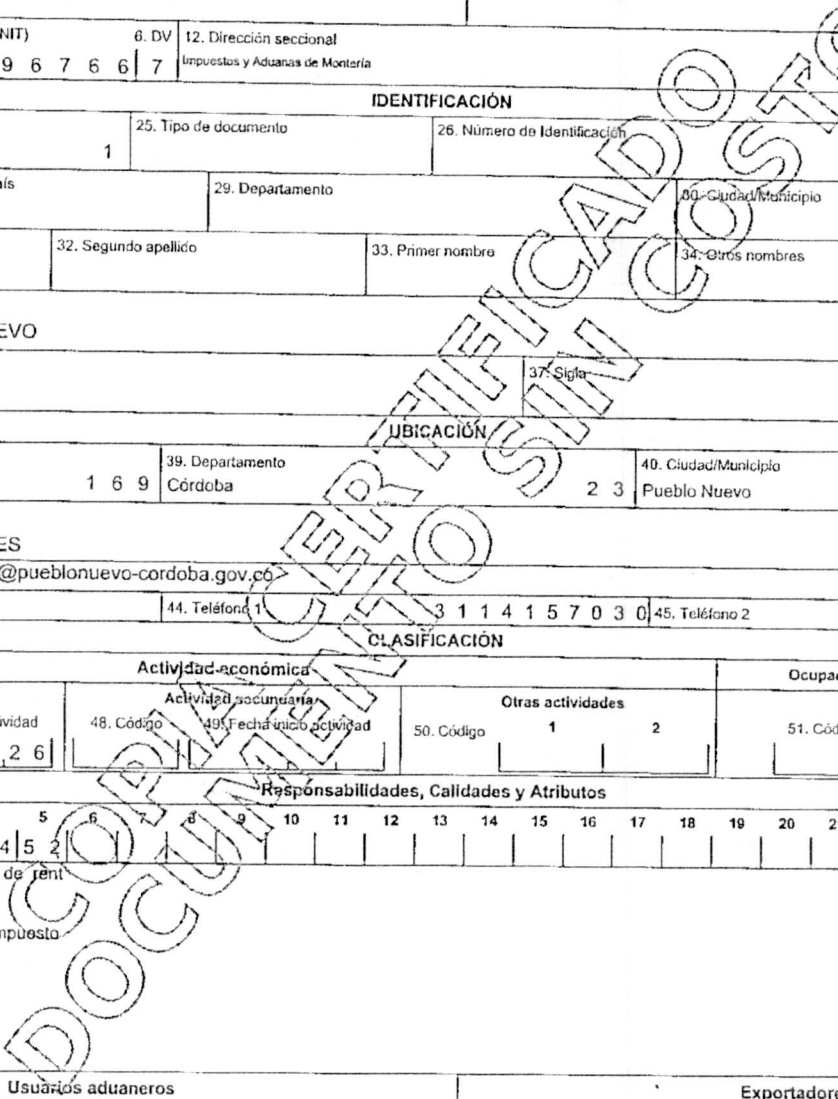 NIT) 6. DV 12. Dirección seccional
9 6 7 6 6 7 Impuestos y Aduanas de Montería
IDENTIFICACIÓN
25. Tipo de documento 26. Número de Identificación
1
ís 29. Departamento 30. Ciudad/Municipio
32. Segundo apellido 33. Primer nombre 34. Otros nombres
EVO
37. Sigla
UBICACIÓN
39. Departamento 40. Ciudad/Municipio
1 6 9 Córdoba 2 3 Pueblo Nuevo
ES
@pueblonuevo-cordoba.gov.co
44. Teléfono 1 3 1 1 4 1 5 7 0 3 0 45. Teléfono 2
CLASIFICACIÓN
Actividad económica Ocupac
Actividad secundaria Otras actividades
ividad 48. Código 49. Fecha inicio actividad 50. Código 1 2 51. Cód
2 6
Responsabilidades, Calidades y Atributos
5 6 7 8 9 10 11 12 13 14 15 16 17 18 19 20 2
4 5 2
de rent
mpuesto
Usuarios aduaneros Exportadore
COPIA CERTIFICADO
DOCUMENTO SIN COSTO